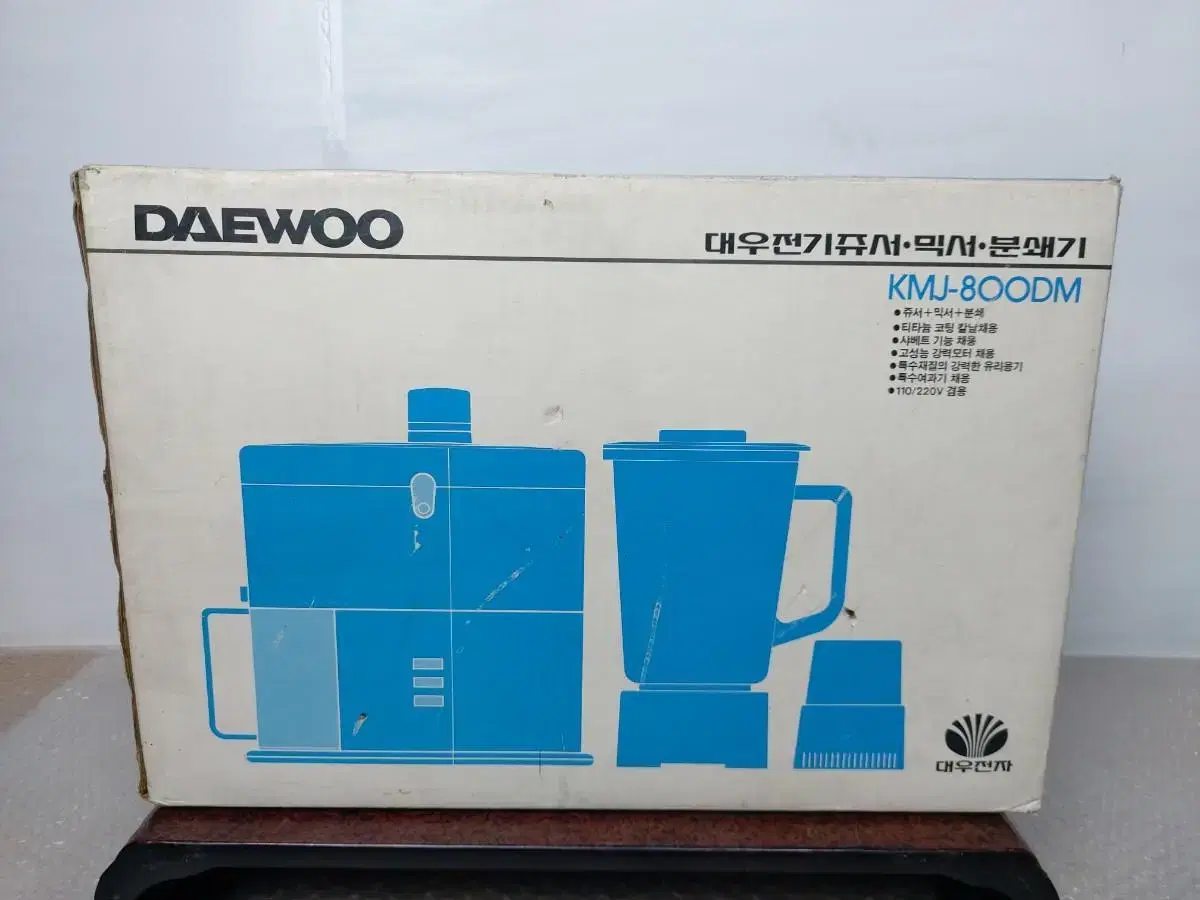 DAEWOO
대우전기쥬서·믹서·분쇄기
KMJ-800DM
●쥬서+믹서+분쇄
●티타늄 코팅 칼날채용
●샤베트 기능 채용
●고성능 강력모터 채용
●특수재질의 강력한 유리용기
●특수여과기 채용
●110/220V 겸용
대우전자